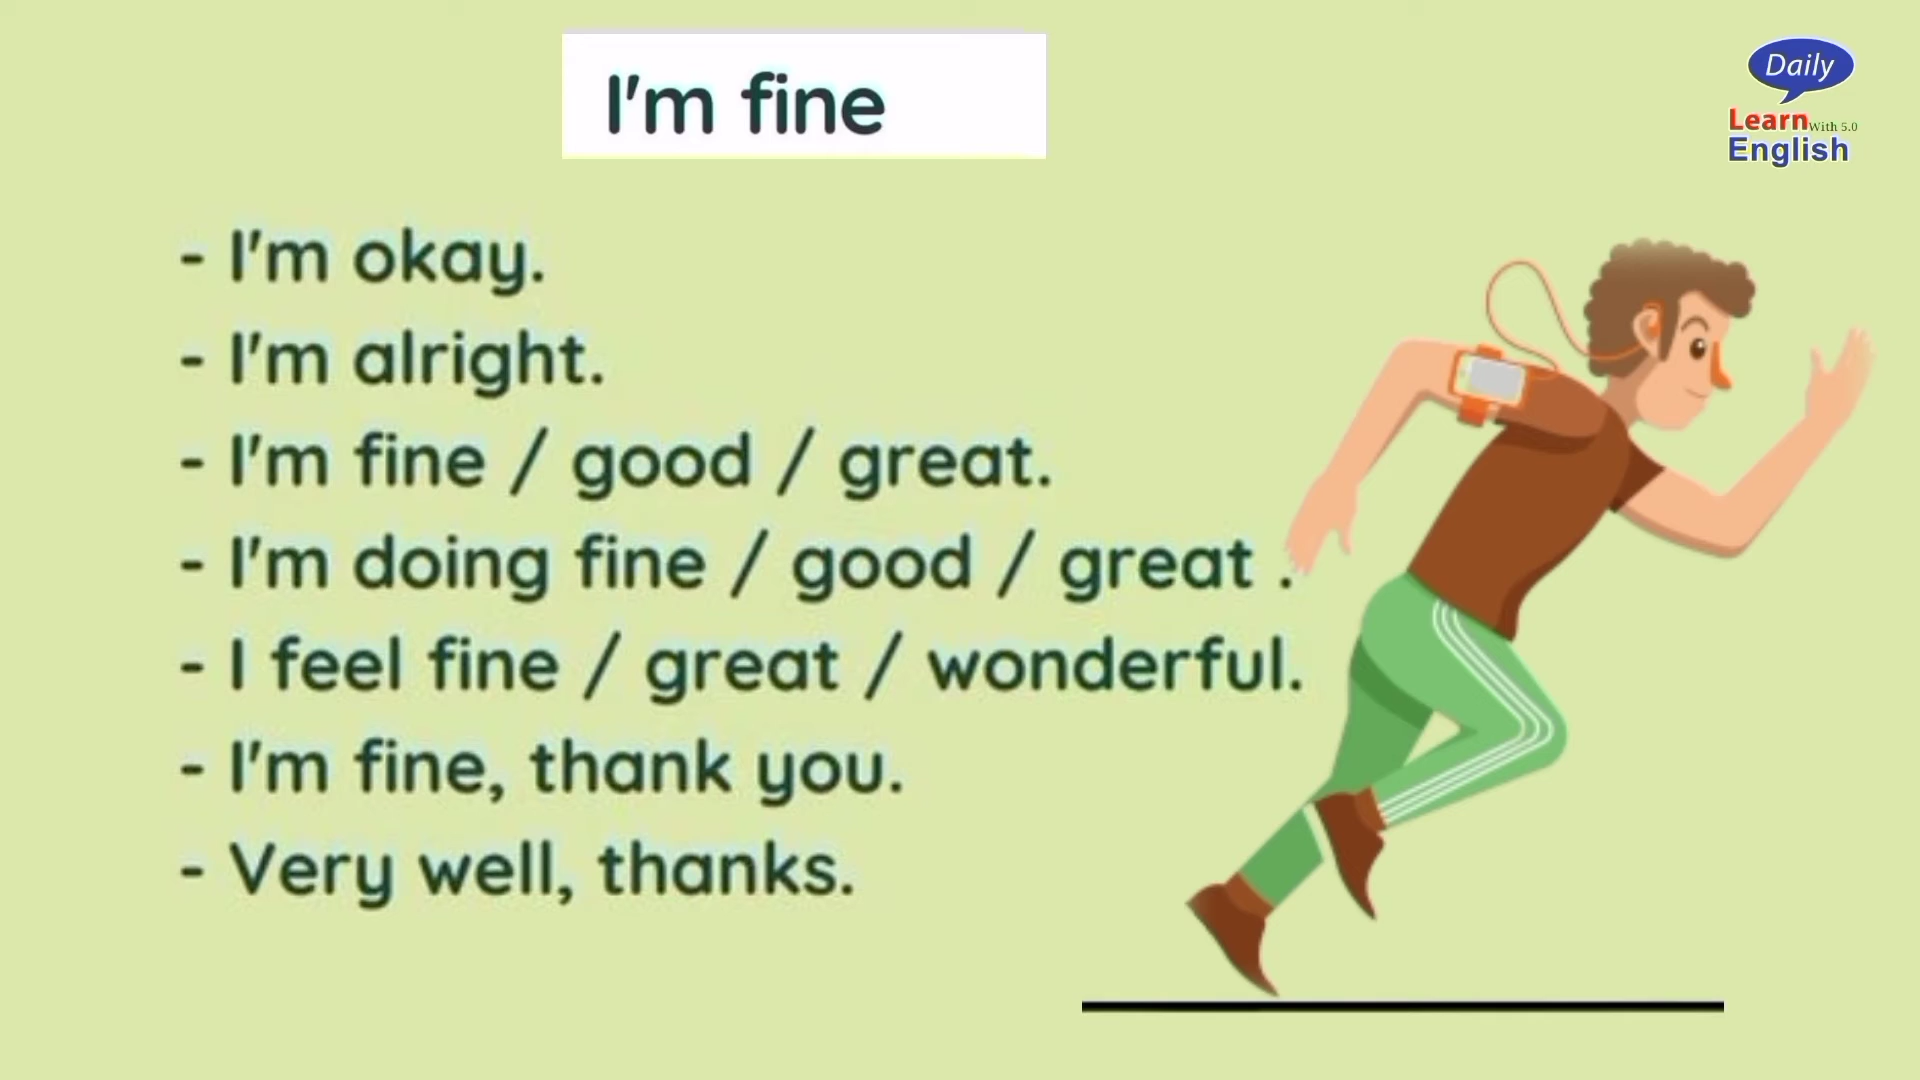 I'm fine
Daily
Learn With 5.0
English
- I'm okay.
- I'm alright.
- I'm fine / good / great.
- I'm doing fine / good / great .
- I feel fine / great / wonderful.
- I'm fine, thank you.
- Very well, thanks.